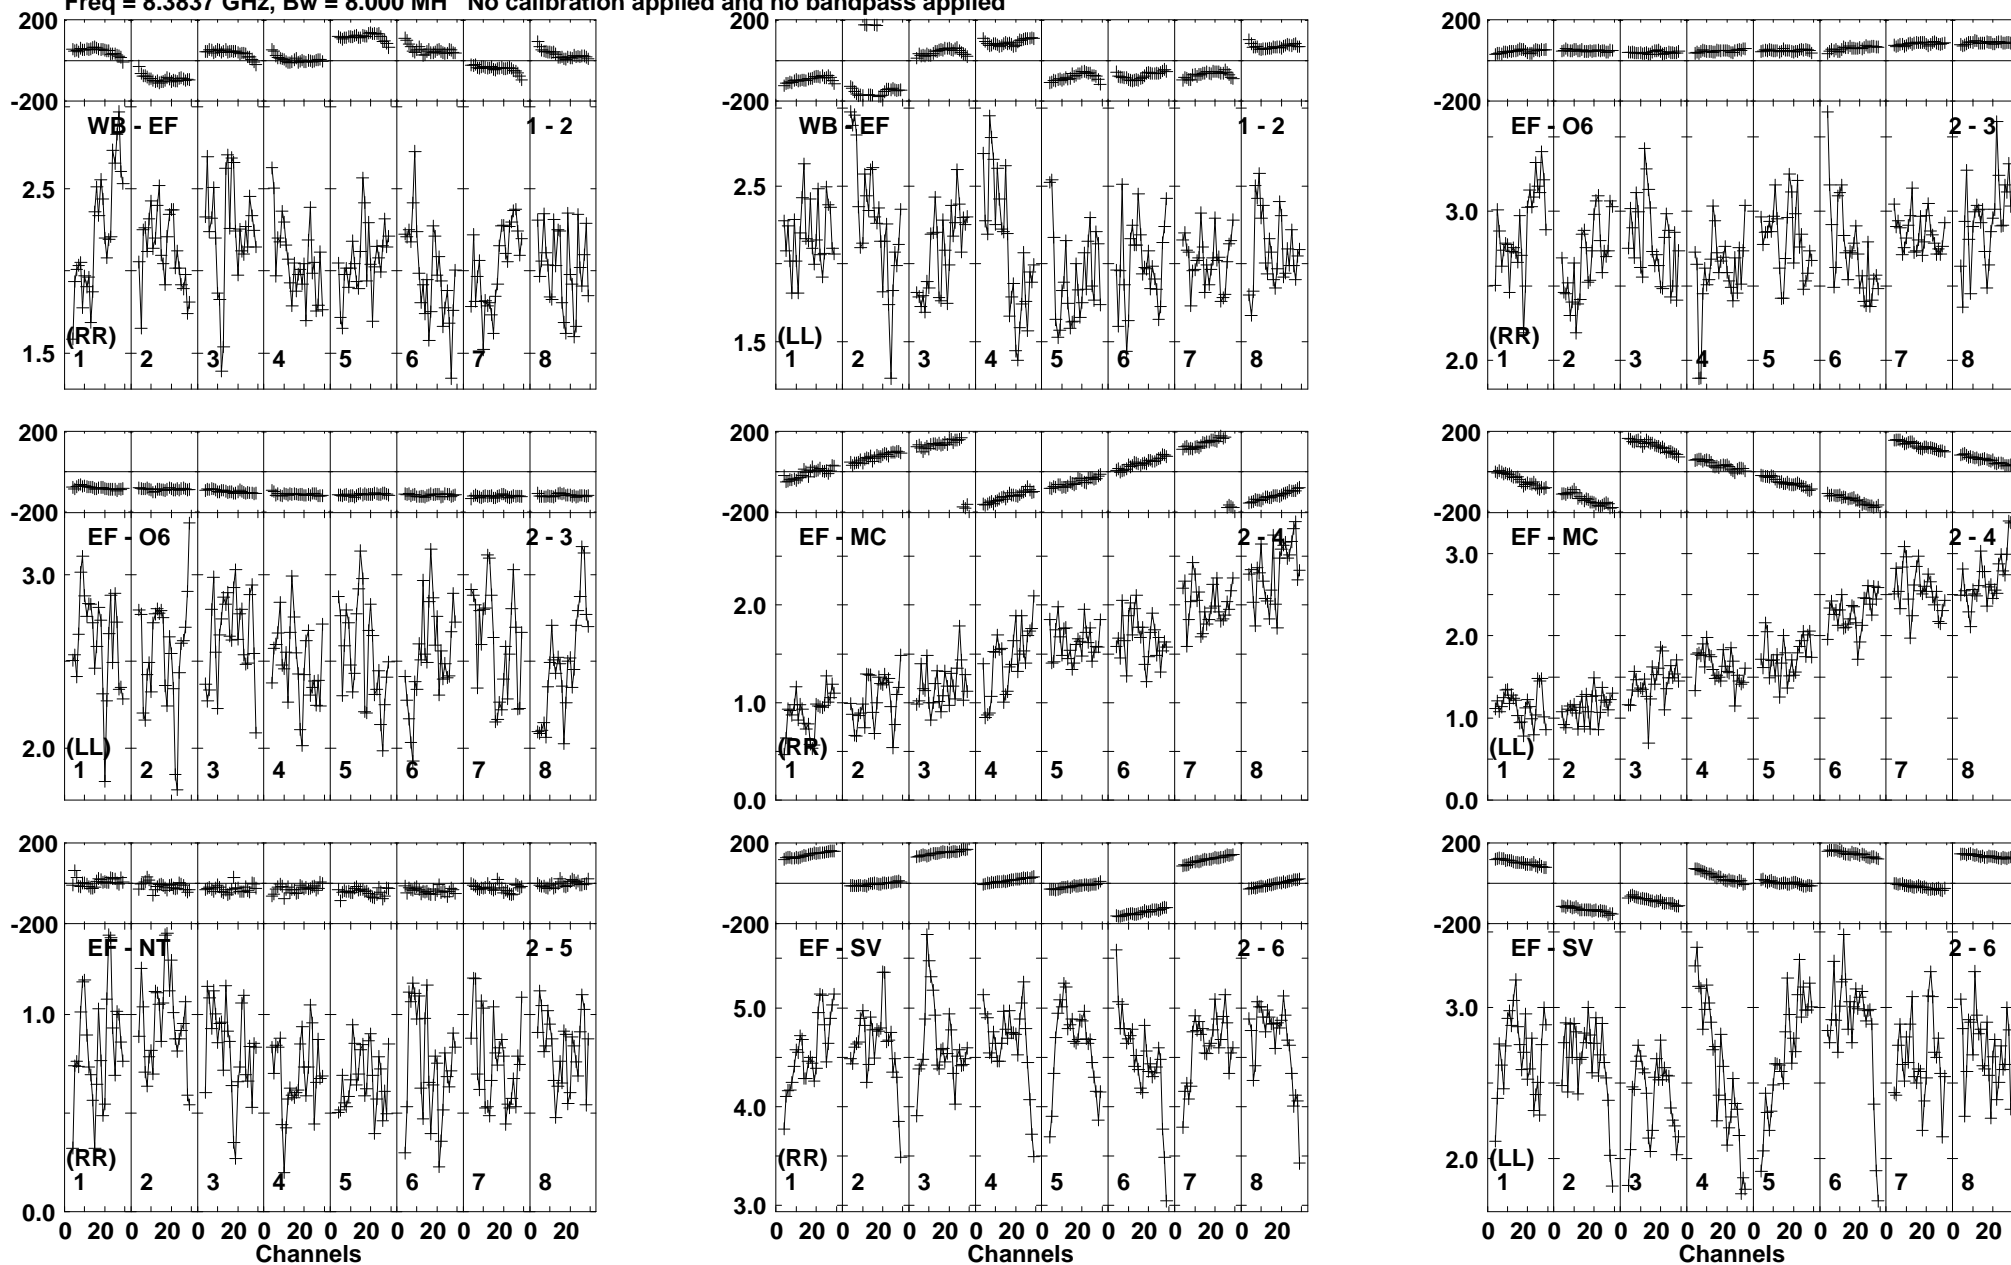 Freq = 8.3837 GHz, Bw = 8.000 MH No calibration applied and no bandpass applied
200
-200
WB - EF 1 - 2
2.5
1.5
(RR)
1 2 3 4 5 6 7 8
200
-200
WB - EF 1 - 2
2.5
1.5
(LL)
1 2 3 4 5 6 7 8
200
-200
EF - O6 2 - 3
3.0
2.0
(RR)
1 2 3 4 5 6 7 8
200
-200
EF - O6 2 - 3
3.0
2.0
(LL)
1 2 3 4 5 6 7 8
200
-200
EF - MC 2 - 4
2.0
1.0
0.0
(RR)
1 2 3 4 5 6 7 8
200
-200
EF - MC 2 - 4
3.0
2.0
1.0
0.0
(LL)
1 2 3 4 5 6 7 8
200
-200
EF - NT 2 - 5
1.0
0.0
(RR)
1 2 3 4 5 6 7 8
0 20 0 20 0 20 0 20 0 20 0 20 0 20 0 20
Channels
200
-200
EF - SV 2 - 6
5.0
4.0
3.0
(RR)
1 2 3 4 5 6 7 8
0 20 0 20 0 20 0 20 0 20 0 20 0 20 0 20
Channels
200
-200
EF - SV 2 - 6
3.0
2.0
(LL)
1 2 3 4 5 6 7 8
0 20 0 20 0 20 0 20 0 20 0 20 0 20 0 20
Channels